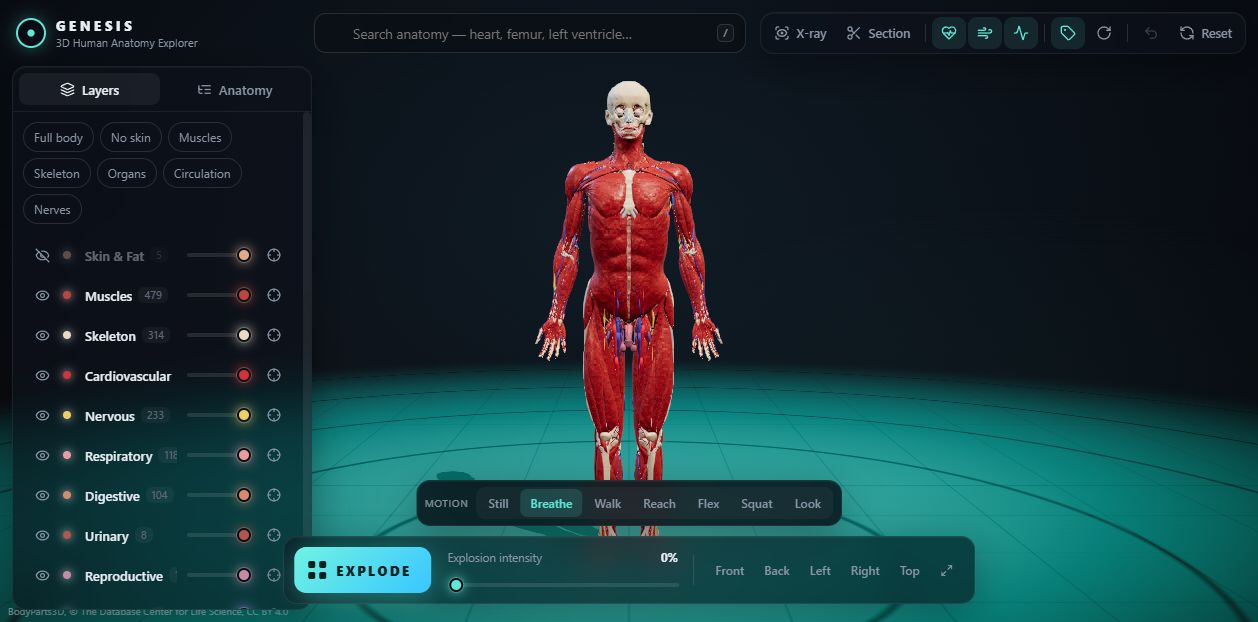 GENESIS
3D Human Anatomy Explorer
Search anatomy — heart, femur, left ventricle...
/
X-ray
Section
Reset
Layers
Anatomy
Full body
No skin
Muscles
Skeleton
Organs
Circulation
Nerves
Skin & Fat 5
Muscles 479
Skeleton 314
Cardiovascular
Nervous 233
Respiratory 118
Digestive 104
Urinary 8
Reproductive
MOTION Still Breathe Walk Reach Flex Squat Look
EXPLODE
Explosion intensity 0%
Front Back Left Right Top
BodyParts3D, © The Database Center for Life Science, CC BY 4.0